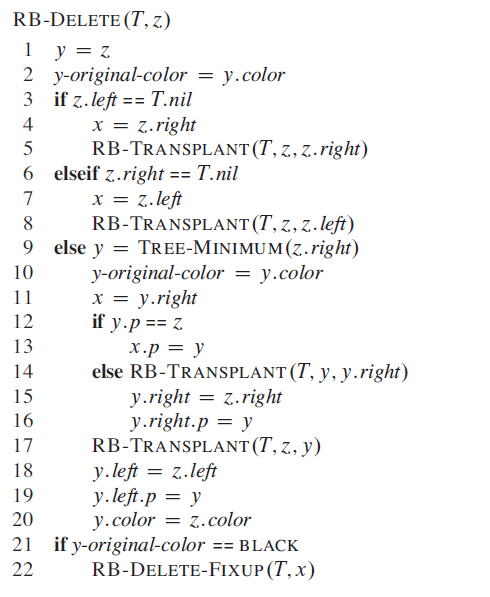 RB-DELETE(T, z)
1 y = z
2 y-original-color = y.color
3 if z.left == T.nil
4 x = z.right
5 RB-TRANSPLANT(T, z, z.right)
6 elseif z.right == T.nil
7 x = z.left
8 RB-TRANSPLANT(T, z, z.left)
9 else y = TREE-MINIMUM(z.right)
10 y-original-color = y.color
11 x = y.right
12 if y.p == z
13 x.p = y
14 else RB-TRANSPLANT(T, y, y.right)
15 y.right = z.right
16 y.right.p = y
17 RB-TRANSPLANT(T, z, y)
18 y.left = z.left
19 y.left.p = y
20 y.color = z.color
21 if y-original-color == BLACK
22 RB-DELETE-FIXUP(T, x)